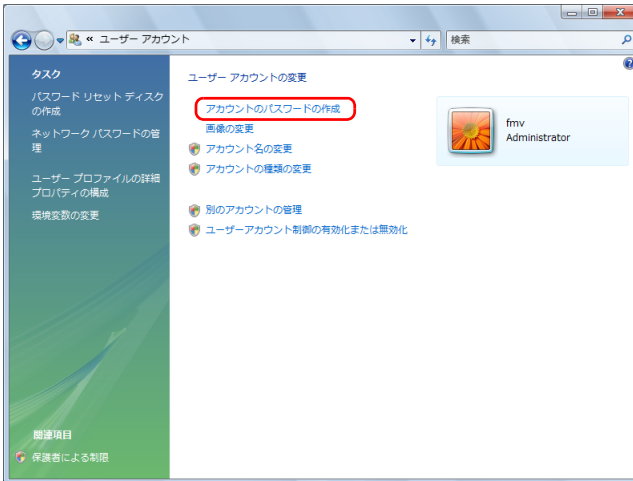 « ユーザー アカウント
検索
タスク
パスワード リセット ディスク
の作成
ネットワーク パスワードの管
理
ユーザー プロファイルの詳細
プロパティの構成
環境変数の変更
関連項目
保護者による制限
ユーザー アカウントの変更
アカウントのパスワードの作成
画像の変更
アカウント名の変更
アカウントの種類の変更
別のアカウントの管理
ユーザーアカウント制御の有効化または無効化
fmv
Administrator